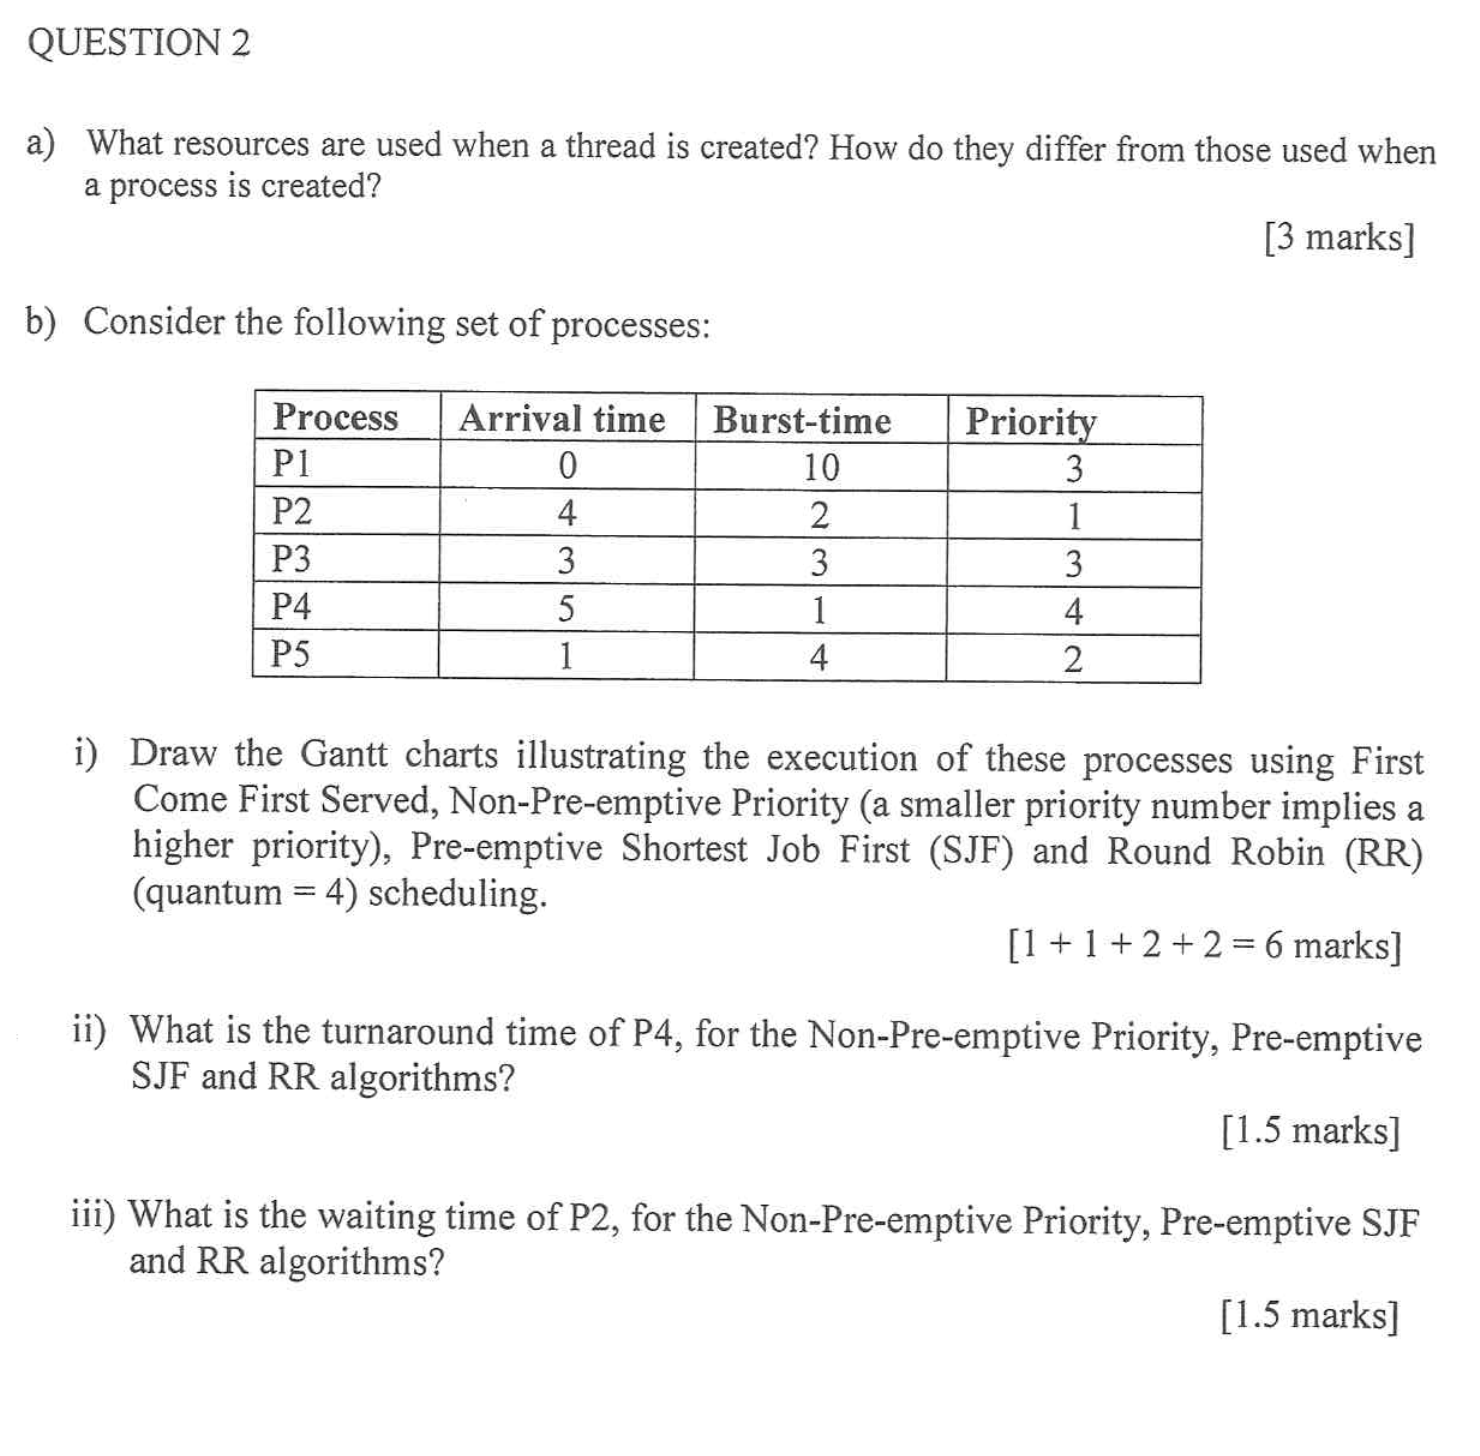 QUESTION 2
a) What resources are used when a thread is created? How do they differ from those used when
a process is created?
[3 marks]
b) Consider the following set of processes:
Process Arrival time Burst-time Priority
P1 0 10 3
P2 4 2 1
P3 3 3 3
P4 5 1 4
P5 1 4 2
i) Draw the Gantt charts illustrating the execution of these processes using First
Come First Served, Non-Pre-emptive Priority (a smaller priority number implies a
higher priority), Pre-emptive Shortest Job First (SJF) and Round Robin (RR)
(quantum = 4) scheduling.
[1 + 1 + 2 + 2 = 6 marks]
ii) What is the turnaround time of P4, for the Non-Pre-emptive Priority, Pre-emptive
SJF and RR algorithms?
[1.5 marks]
iii) What is the waiting time of P2, for the Non-Pre-emptive Priority, Pre-emptive SJF
and RR algorithms?
[1.5 marks]